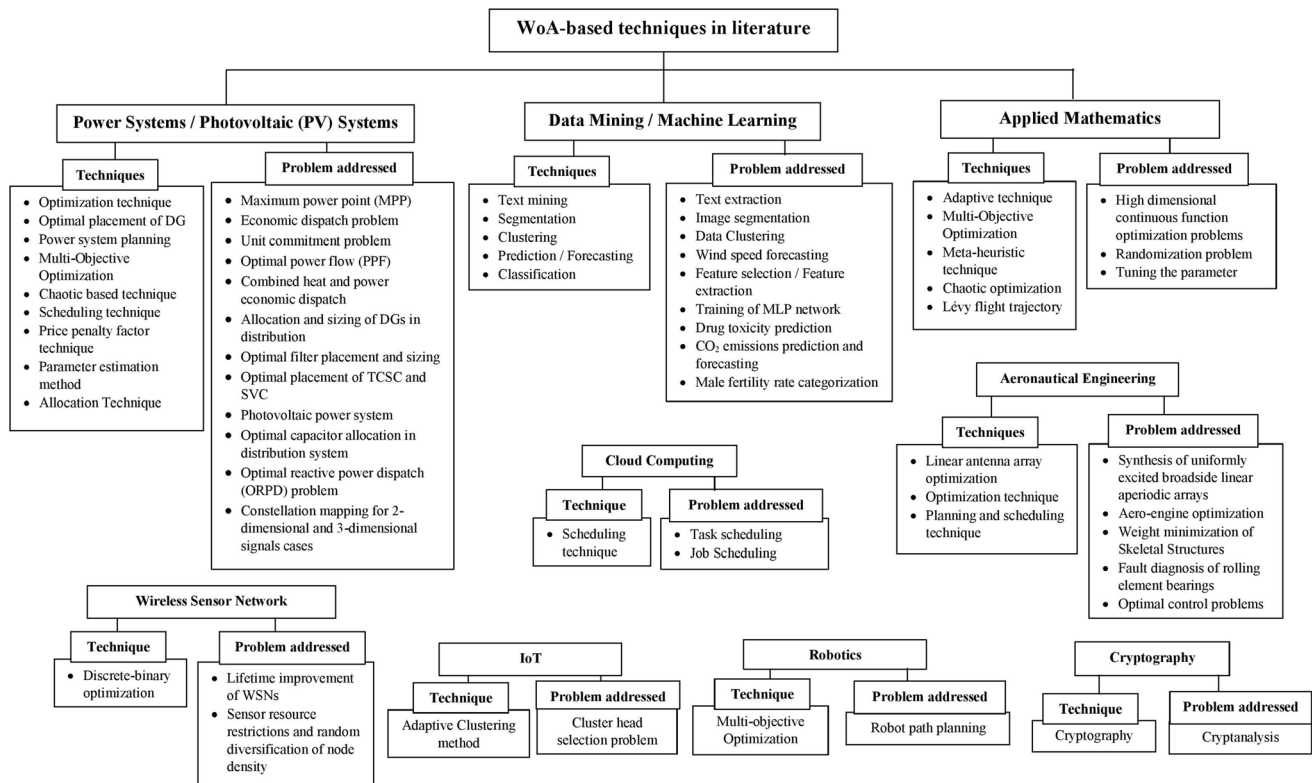 WoA-based techniques in literature
Power Systems / Photovoltaic (PV) Systems
Techniques
• Optimization technique
• Optimal placement of DG
• Power system planning
• Multi-Objective
Optimization
• Chaotic based technique
• Scheduling technique
• Price penalty factor
technique
• Parameter estimation
method
• Allocation Technique
Problem addressed
• Maximum power point (MPP)
• Economic dispatch problem
• Unit commitment problem
• Optimal power flow (PPF)
• Combined heat and power
economic dispatch
• Allocation and sizing of DGs in
distribution
• Optimal filter placement and sizing
• Optimal placement of TCSC and
SVC
• Photovoltaic power system
• Optimal capacitor allocation in
distribution system
• Optimal reactive power dispatch
(ORPD) problem
• Constellation mapping for 2-
dimensional and 3-dimensional
signals cases
Data Mining / Machine Learning
Techniques
• Text mining
• Segmentation
• Clustering
• Prediction / Forecasting
• Classification
Problem addressed
• Text extraction
• Image segmentation
• Data Clustering
• Wind speed forecasting
• Feature selection / Feature
extraction
• Training of MLP network
• Drug toxicity prediction
• CO₂ emissions prediction and
forecasting
• Male fertility rate categorization
Applied Mathematics
Techniques
• Adaptive technique
• Multi-Objective
Optimization
• Meta-heuristic
technique
• Chaotic optimization
• Lévy flight trajectory
Problem addressed
• High dimensional
continuous function
optimization problems
• Randomization problem
• Tuning the parameter
Cloud Computing
Technique
• Scheduling
technique
Problem addressed
• Task scheduling
• Job Scheduling
Aeronautical Engineering
Techniques
• Linear antenna array
optimization
• Optimization technique
• Planning and scheduling
technique
Problem addressed
• Synthesis of uniformly
excited broadside linear
aperiodic arrays
• Aero-engine optimization
• Weight minimization of
Skeletal Structures
• Fault diagnosis of rolling
element bearings
• Optimal control problems
Wireless Sensor Network
Technique
• Discrete-binary
optimization
Problem addressed
• Lifetime improvement
of WSNs
• Sensor resource
restrictions and random
diversification of node
density
IoT
Technique
Adaptive Clustering
method
Problem addressed
Cluster head
selection problem
Robotics
Technique
Multi-objective
Optimization
Problem addressed
Robot path planning
Cryptography
Technique
Cryptography
Problem addressed
Cryptanalysis